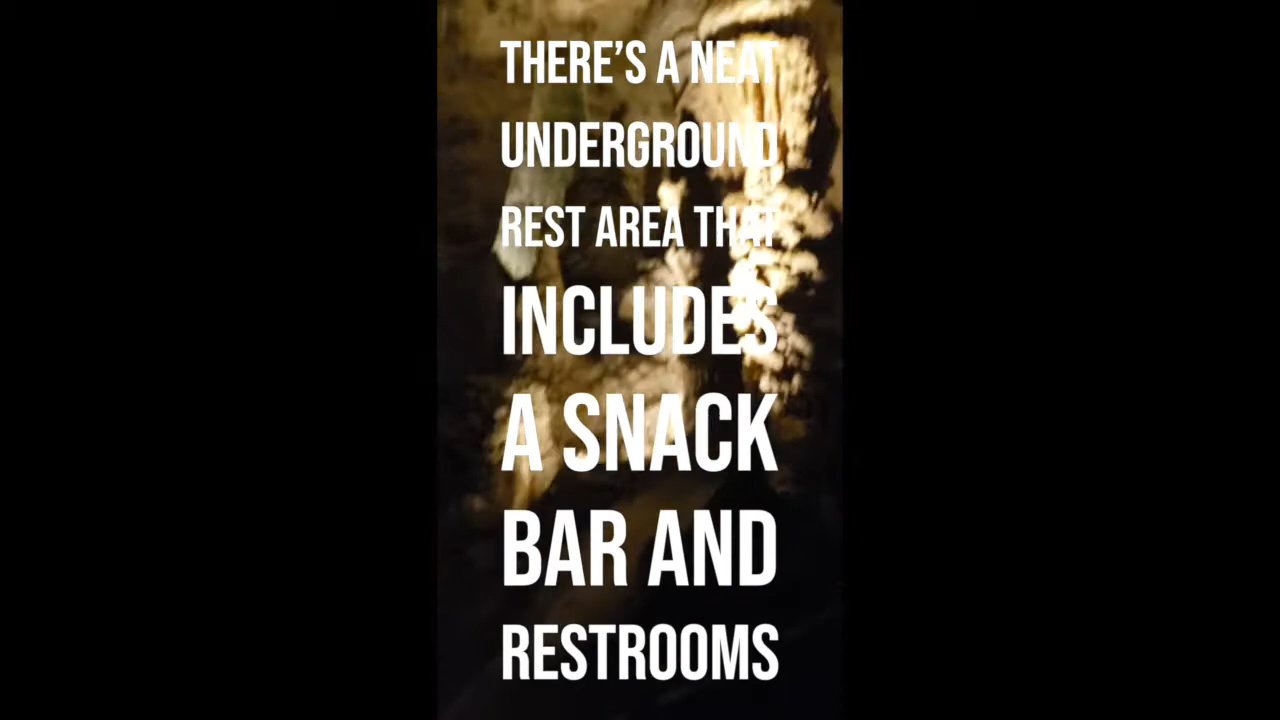 THERE’S A NEAT
UNDERGROUND
REST AREA THAT
INCLUDES
A SNACK
BAR AND
RESTROOMS